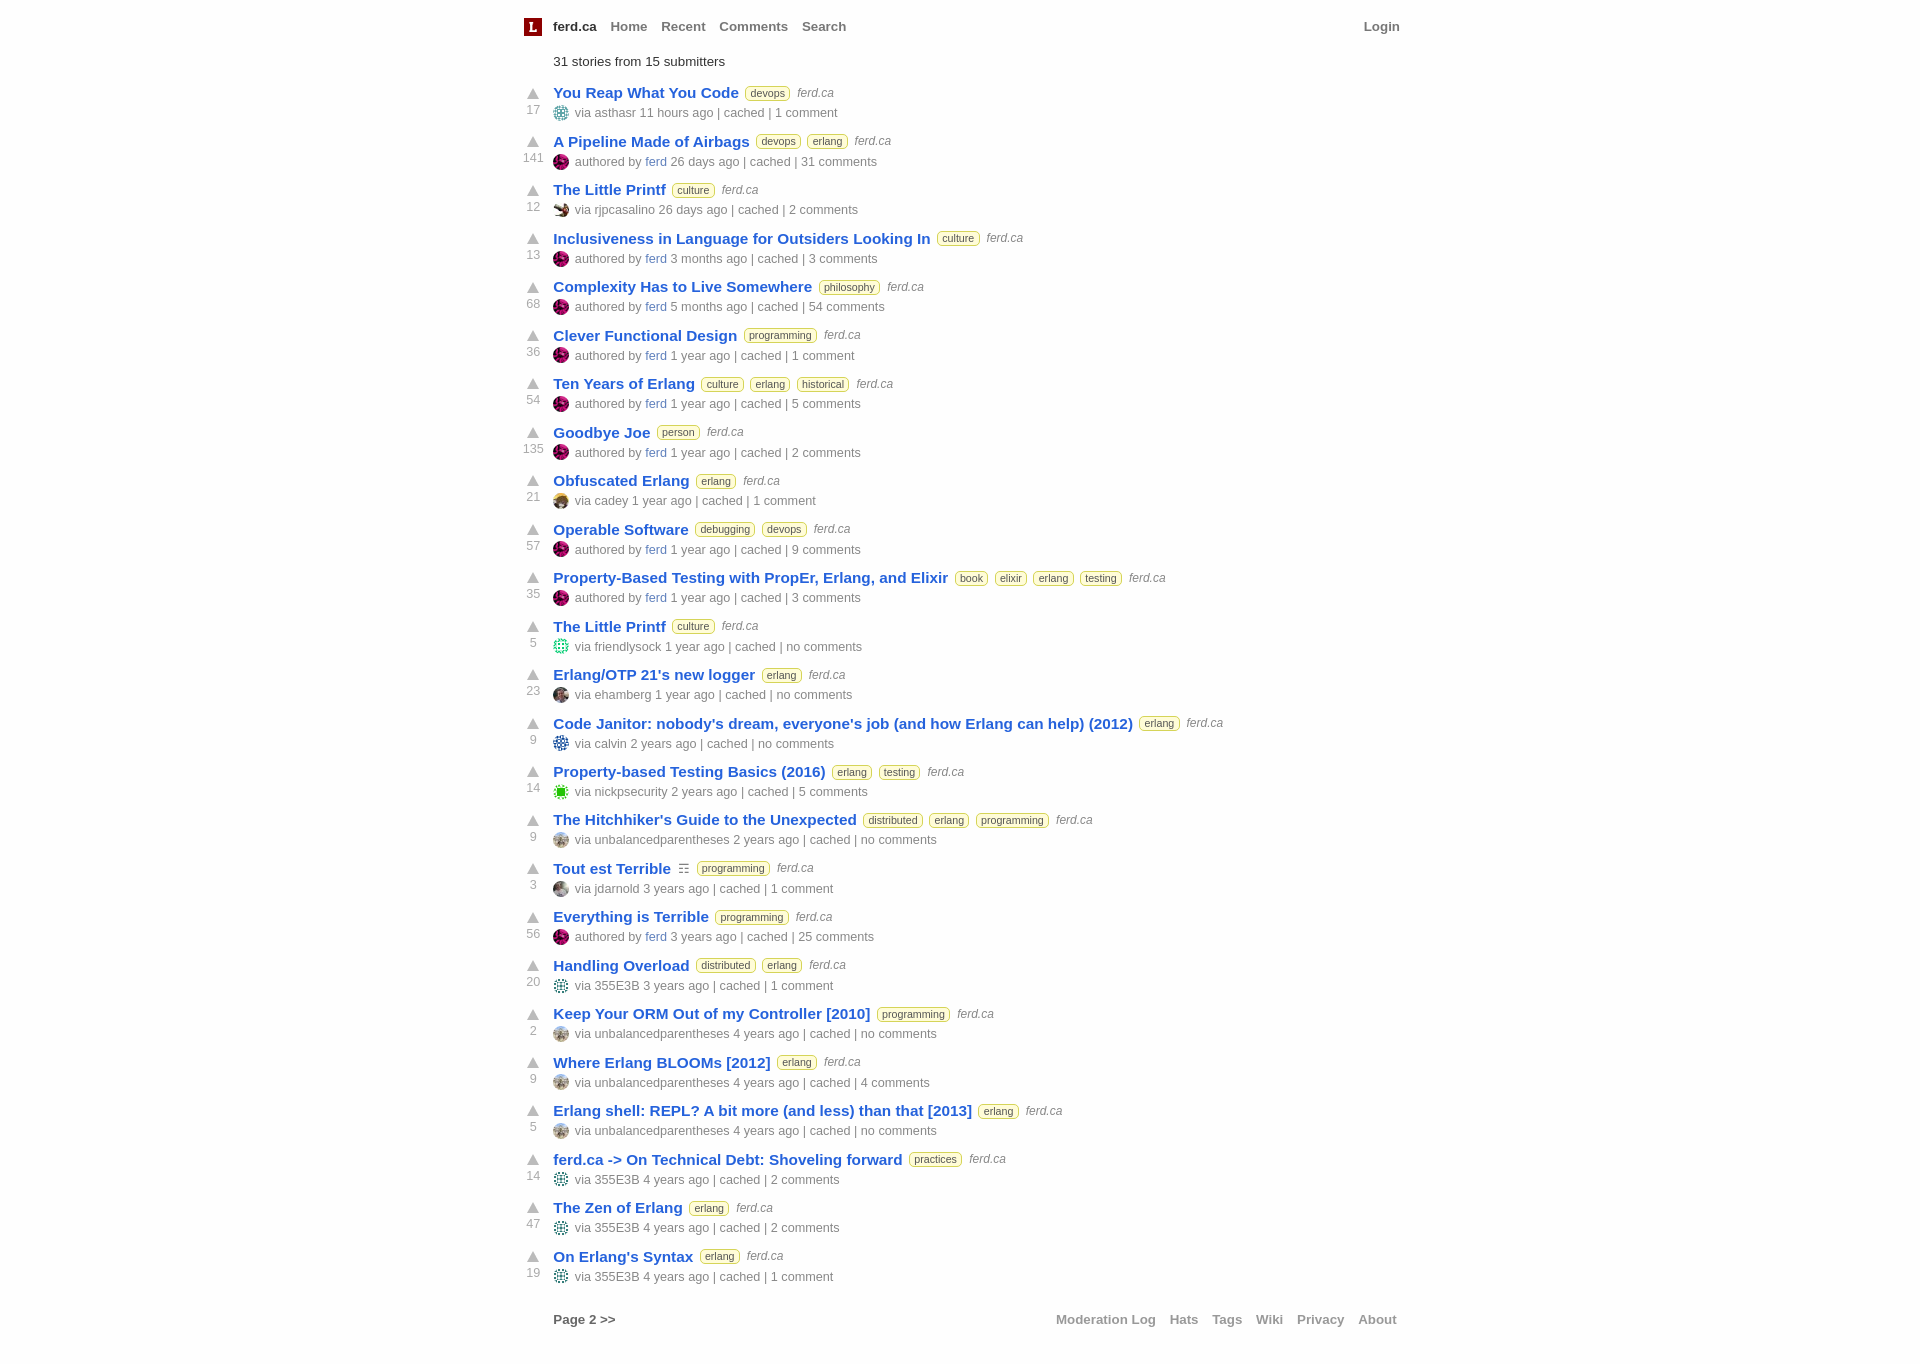 L ferd.ca Home Recent Comments Search Login
31 stories from 15 submitters
You Reap What You Code devops ferd.ca
17 via asthasr 11 hours ago | cached | 1 comment
A Pipeline Made of Airbags devops erlang ferd.ca
141 authored by ferd 26 days ago | cached | 31 comments
The Little Printf culture ferd.ca
12 via rjpcasalino 26 days ago | cached | 2 comments
Inclusiveness in Language for Outsiders Looking In culture ferd.ca
13 authored by ferd 3 months ago | cached | 3 comments
Complexity Has to Live Somewhere philosophy ferd.ca
68 authored by ferd 5 months ago | cached | 54 comments
Clever Functional Design programming ferd.ca
36 authored by ferd 1 year ago | cached | 1 comment
Ten Years of Erlang culture erlang historical ferd.ca
54 authored by ferd 1 year ago | cached | 5 comments
Goodbye Joe person ferd.ca
135 authored by ferd 1 year ago | cached | 2 comments
Obfuscated Erlang erlang ferd.ca
21 via cadey 1 year ago | cached | 1 comment
Operable Software debugging devops ferd.ca
57 authored by ferd 1 year ago | cached | 9 comments
Property-Based Testing with PropEr, Erlang, and Elixir book elixir erlang testing ferd.ca
35 authored by ferd 1 year ago | cached | 3 comments
The Little Printf culture ferd.ca
5 via friendlysock 1 year ago | cached | no comments
Erlang/OTP 21's new logger erlang ferd.ca
23 via ehamberg 1 year ago | cached | no comments
Code Janitor: nobody's dream, everyone's job (and how Erlang can help) (2012) erlang ferd.ca
9 via calvin 2 years ago | cached | no comments
Property-based Testing Basics (2016) erlang testing ferd.ca
14 via nickpsecurity 2 years ago | cached | 5 comments
The Hitchhiker's Guide to the Unexpected distributed erlang programming ferd.ca
9 via unbalancedparentheses 2 years ago | cached | no comments
Tout est Terrible ☶ programming ferd.ca
3 via jdarnold 3 years ago | cached | 1 comment
Everything is Terrible programming ferd.ca
56 authored by ferd 3 years ago | cached | 25 comments
Handling Overload distributed erlang ferd.ca
20 via 355E3B 3 years ago | cached | 1 comment
Keep Your ORM Out of my Controller [2010] programming ferd.ca
2 via unbalancedparentheses 4 years ago | cached | no comments
Where Erlang BLOOMs [2012] erlang ferd.ca
9 via unbalancedparentheses 4 years ago | cached | 4 comments
Erlang shell: REPL? A bit more (and less) than that [2013] erlang ferd.ca
5 via unbalancedparentheses 4 years ago | cached | no comments
ferd.ca -> On Technical Debt: Shoveling forward practices ferd.ca
14 via 355E3B 4 years ago | cached | 2 comments
The Zen of Erlang erlang ferd.ca
47 via 355E3B 4 years ago | cached | 2 comments
On Erlang's Syntax erlang ferd.ca
19 via 355E3B 4 years ago | cached | 1 comment
Page 2 >> Moderation Log Hats Tags Wiki Privacy About